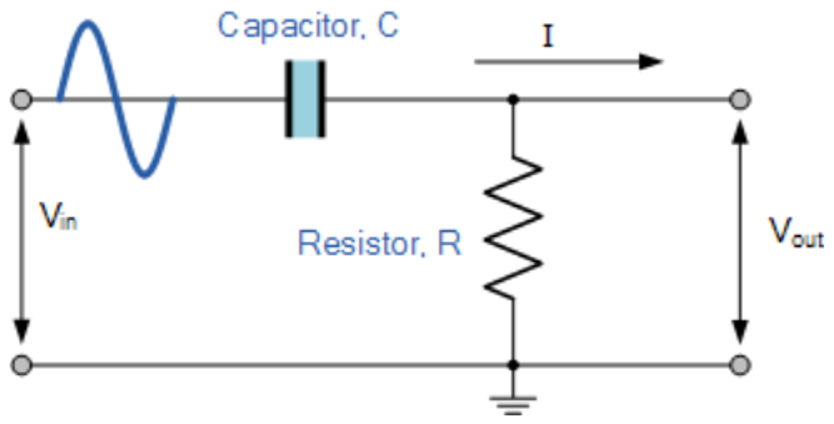 Capacitor, C
I
Vin
Resistor, R
Vout